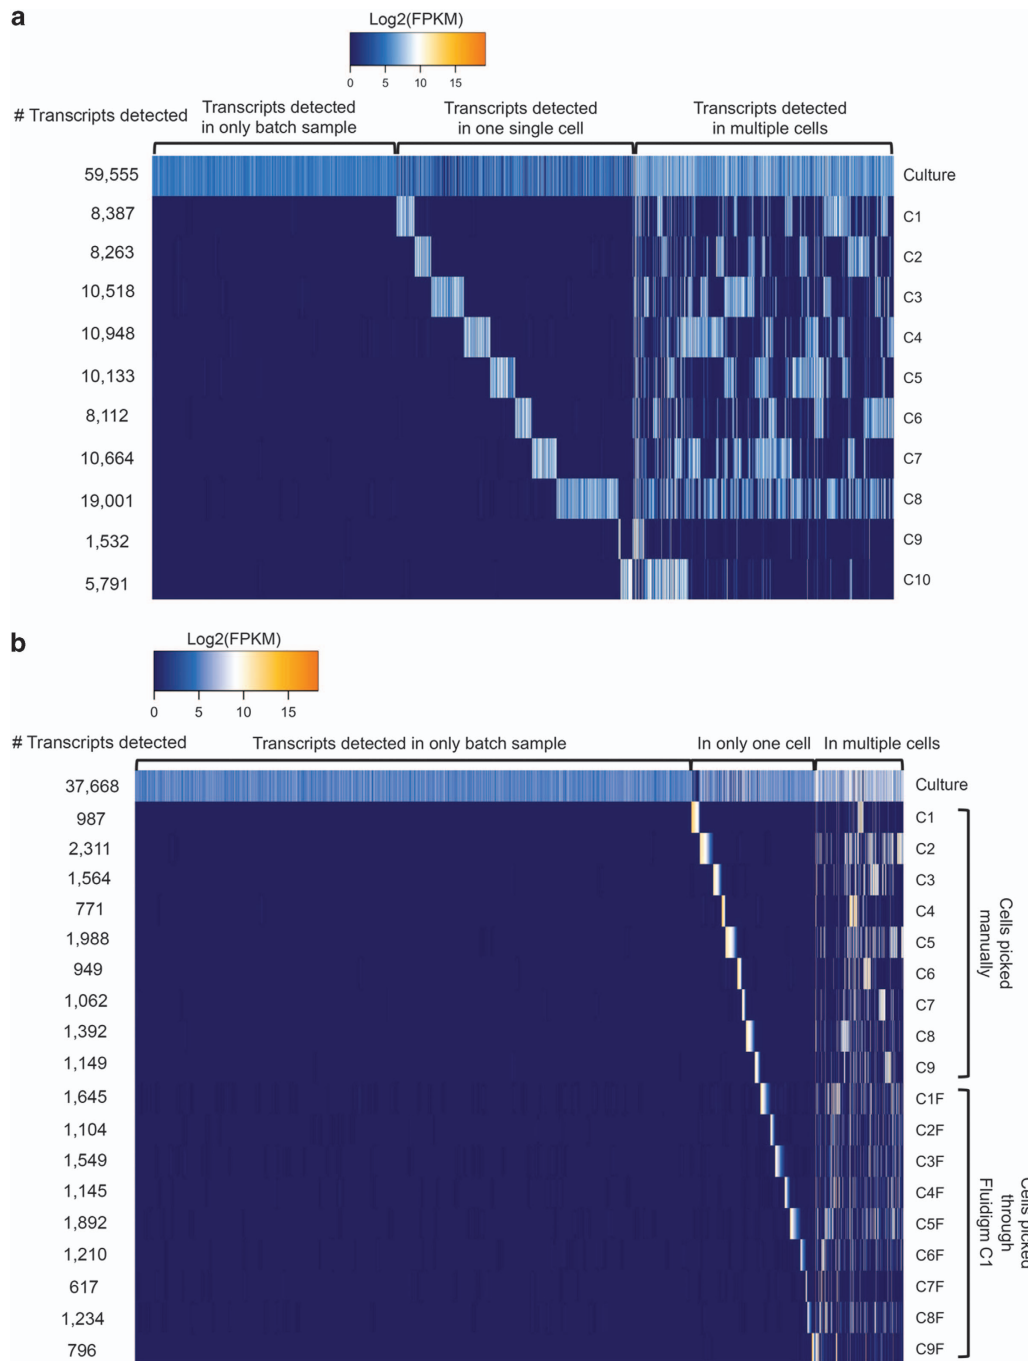 a
Log2(FPKM)
0 5 10 15
# Transcripts detected
Transcripts detected
in only batch sample
Transcripts detected
in one single cell
Transcripts detected
in multiple cells
59,555 Culture
8,387 C1
8,263 C2
10,518 C3
10,948 C4
10,133 C5
8,112 C6
10,664 C7
19,001 C8
1,532 C9
5,791 C10
b
Log2(FPKM)
0 5 10 15
# Transcripts detected
Transcripts detected in only batch sample
In only one cell
In multiple cells
37,668 Culture
987 C1
2,311 C2
1,564 C3
771 C4
1,988 C5
949 C6
1,062 C7
1,392 C8
1,149 C9
Cells picked
manually
1,645 C1F
1,104 C2F
1,549 C3F
1,145 C4F
1,892 C5F
1,210 C6F
617 C7F
1,234 C8F
796 C9F
Cells picked
through
Fluidigm C1